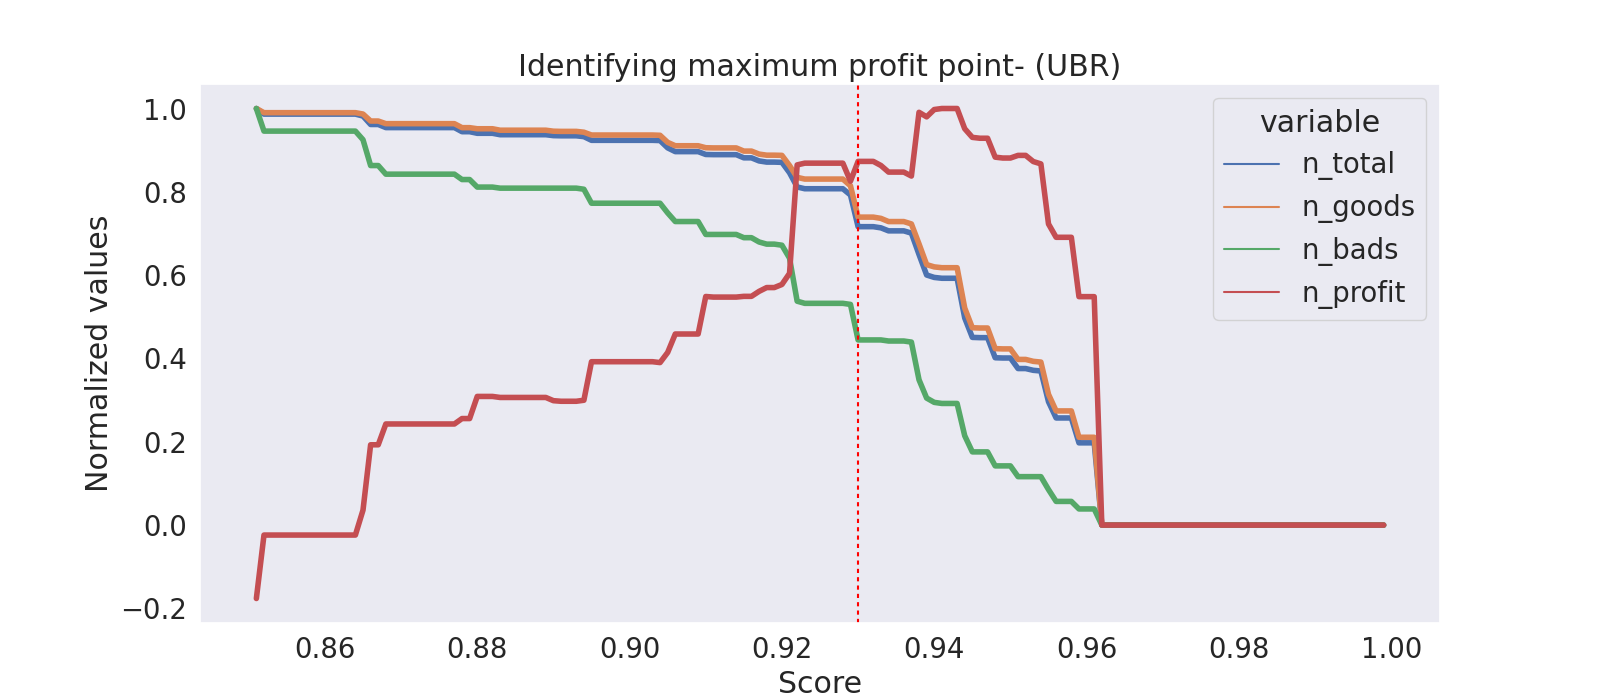 Identifying maximum profit point- (UBR)
Normalized values
1.0
0.8
0.6
0.4
0.2
0.0
−0.2
variable
n_total
n_goods
n_bads
n_profit
0.86 0.88 0.90 0.92 0.94 0.96 0.98 1.00
Score